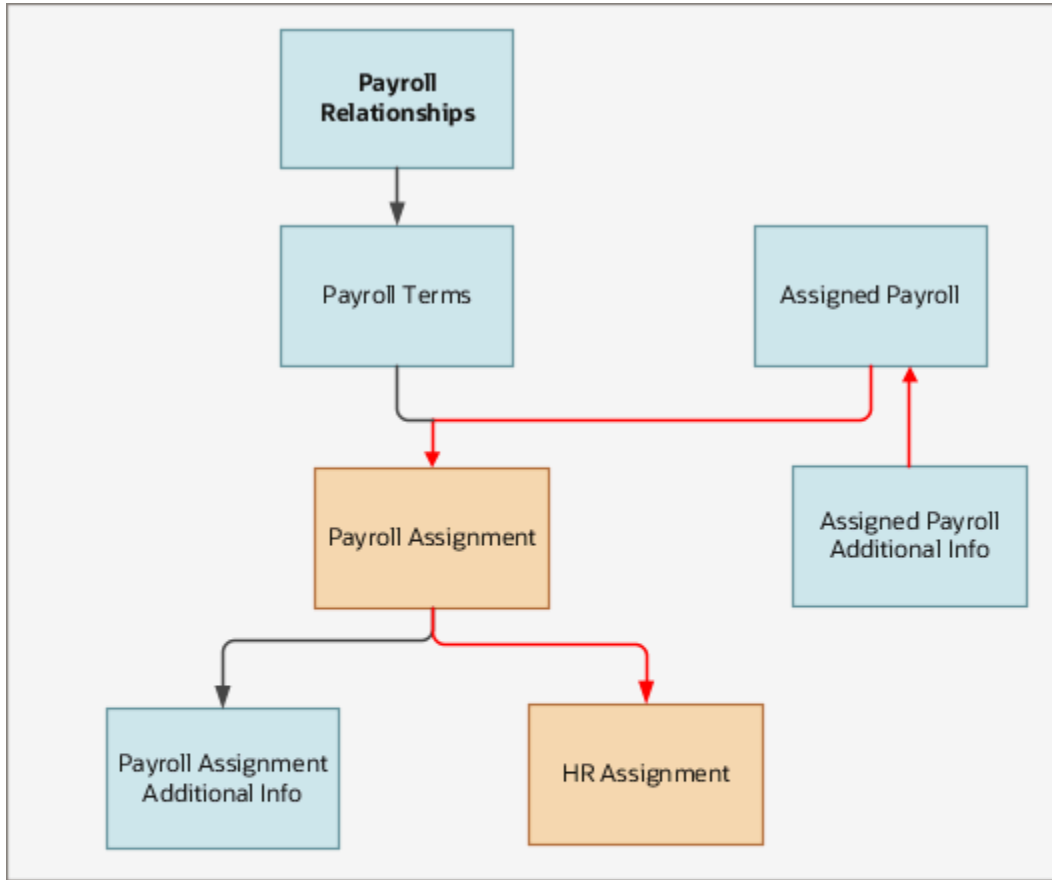 Payroll
Relationships
Payroll Terms
Assigned Payroll
Payroll Assignment
Assigned Payroll
Additional Info
Payroll Assignment
Additional Info
HR Assignment